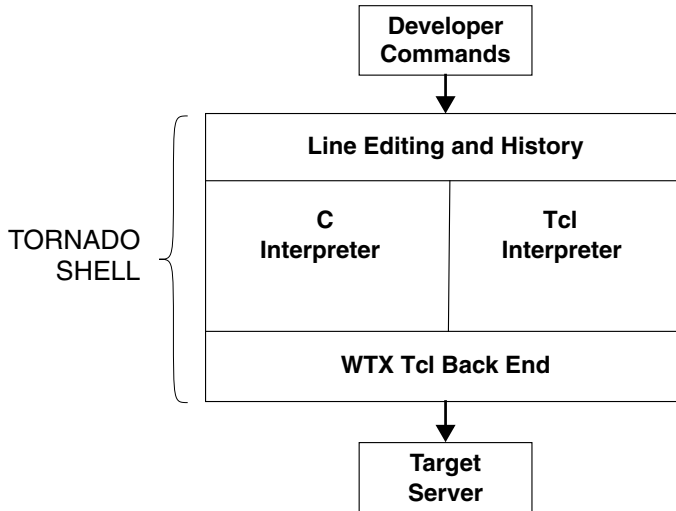 Developer
Commands
Line Editing and History
TORNADO
SHELL
C
Interpreter
Tcl
Interpreter
WTX Tcl Back End
Target
Server